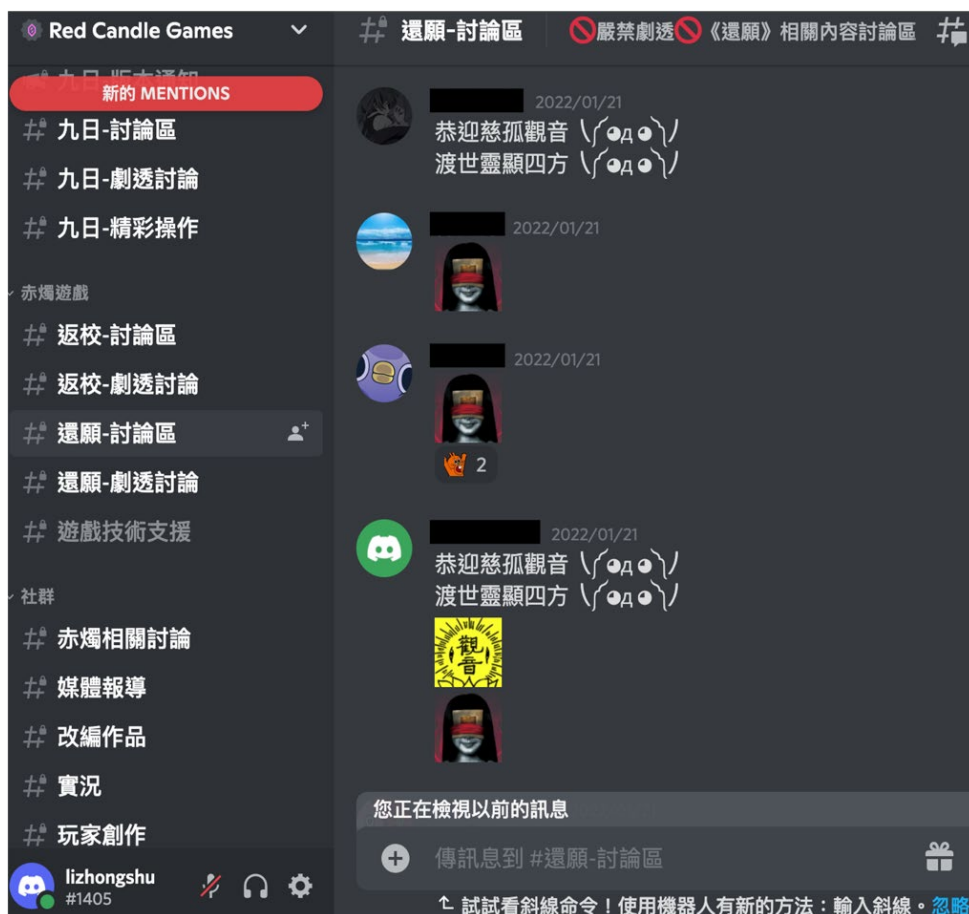 Red Candle Games
九日-版本通知
新的 MENTIONS
九日-討論區
九日-劇透討論
九日-精彩操作
赤燭遊戲
返校-討論區
返校-劇透討論
還願-討論區
還願-劇透討論
遊戲技術支援
社群
赤燭相關討論
媒體報導
改編作品
實況
玩家創作
lizhongshu
#1405
還願-討論區
🚫嚴禁劇透🚫《還願》相關內容討論區
2022/01/21
恭迎慈孤觀音 \(´◕д◕`)/
渡世靈顯四方 \(´◕д◕`)/
2022/01/21
2022/01/21
2
2022/01/21
恭迎慈孤觀音 \(´◕д◕`)/
渡世靈顯四方 \(´◕д◕`)/
觀音
您正在檢視以前的訊息
傳訊息到 #還願-討論區
試試看斜線命令！使用機器人有新的方法：輸入斜線。忽略